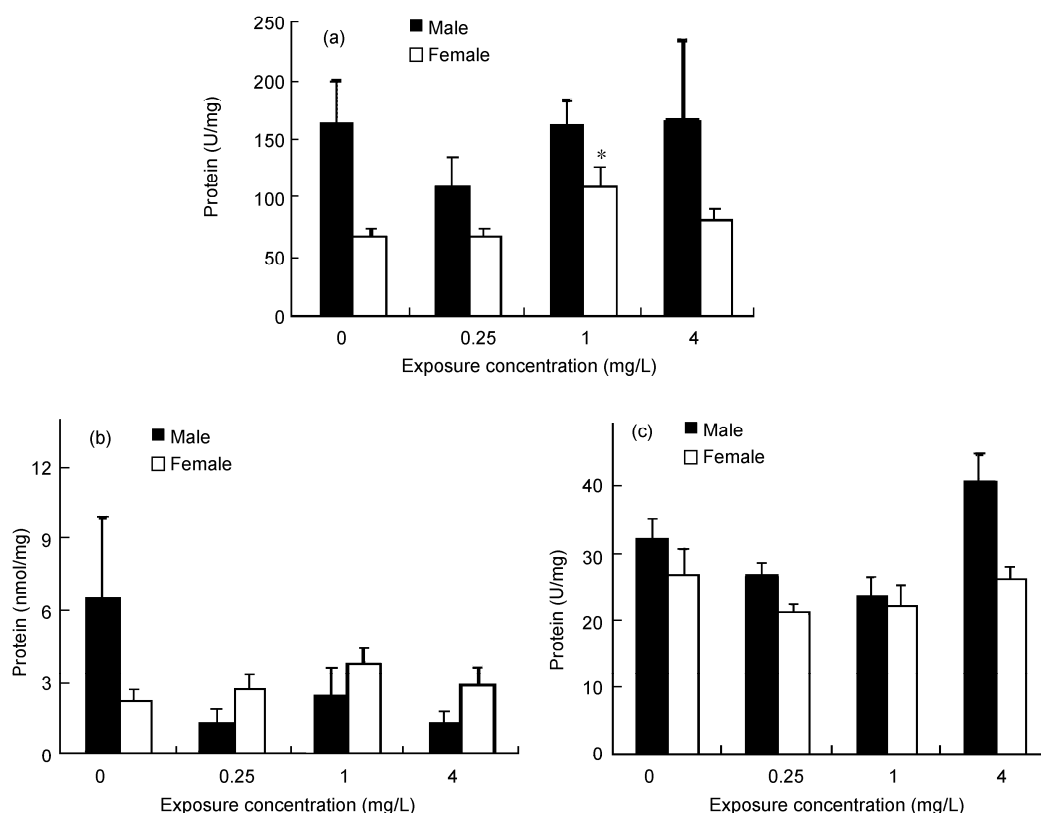 (a)
Male
Female
Protein (U/mg)
250
200
150
100
50
0
*
0 0.25 1 4
Exposure concentration (mg/L)
(b)
Male
Female
Protein (nmol/mg)
12
9
6
3
0
0 0.25 1 4
Exposure concentration (mg/L)
(c)
Male
Female
Protein (U/mg)
40
30
20
10
0
0 0.25 1 4
Exposure concentration (mg/L)